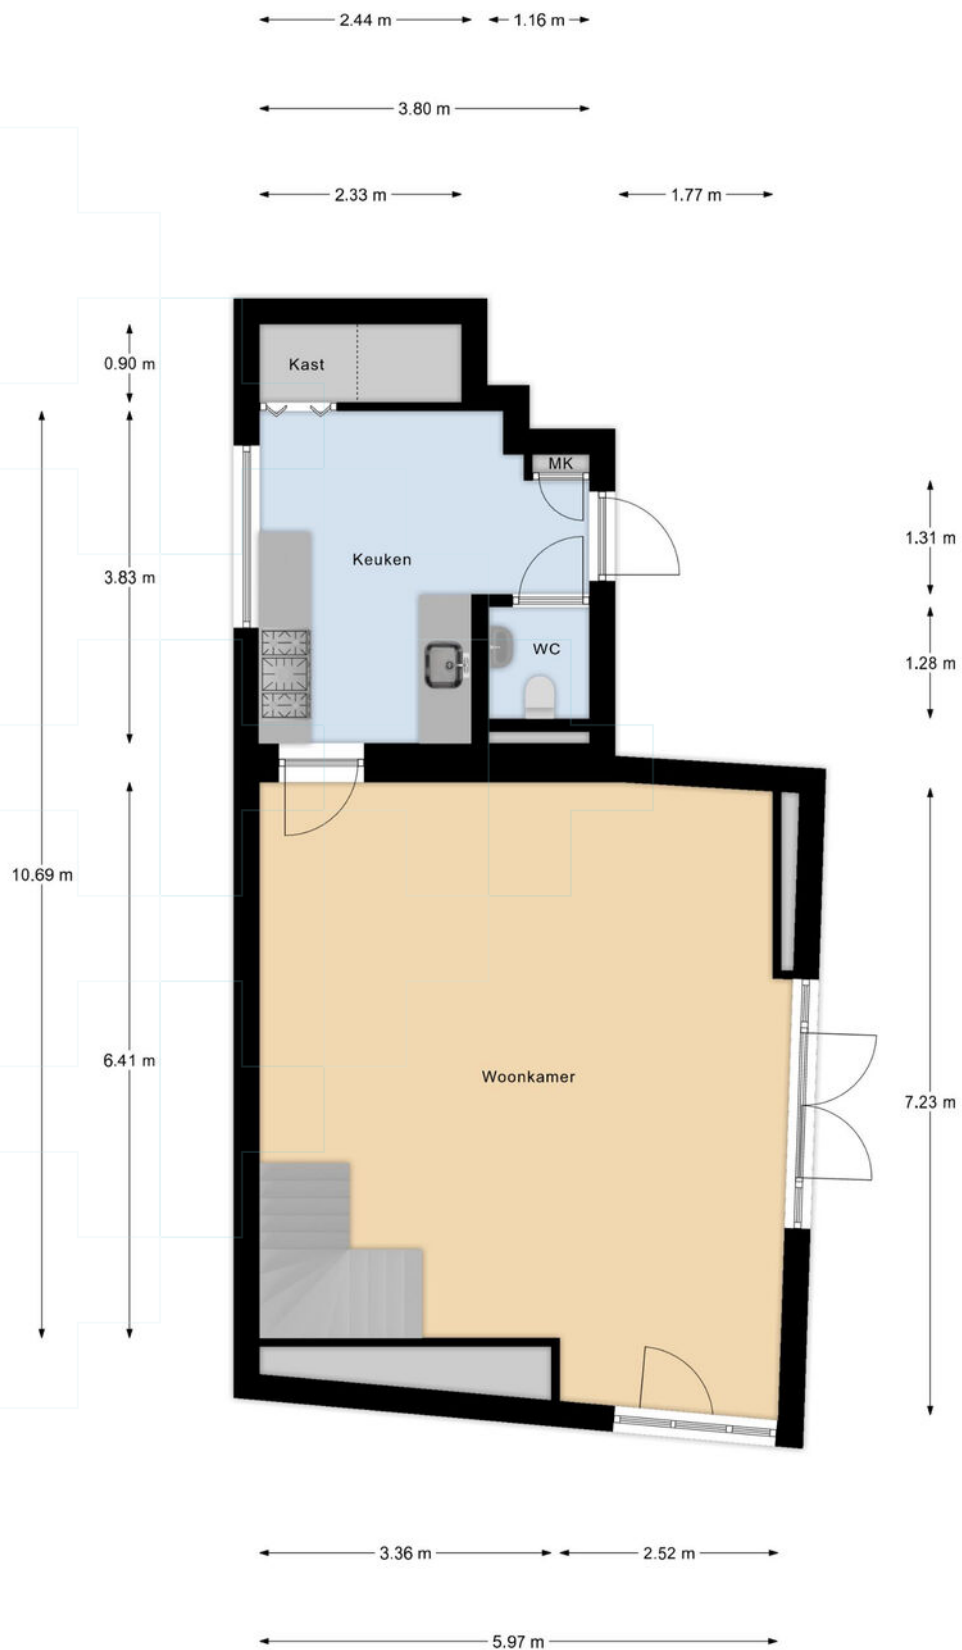 2.44 m
1.16 m
3.80 m
2.33 m
1.77 m
0.90 m
Kast
MK
1.31 m
Keuken
3.83 m
WC
1.28 m
10.69 m
6.41 m
Woonkamer
7.23 m
3.36 m
2.52 m
5.97 m